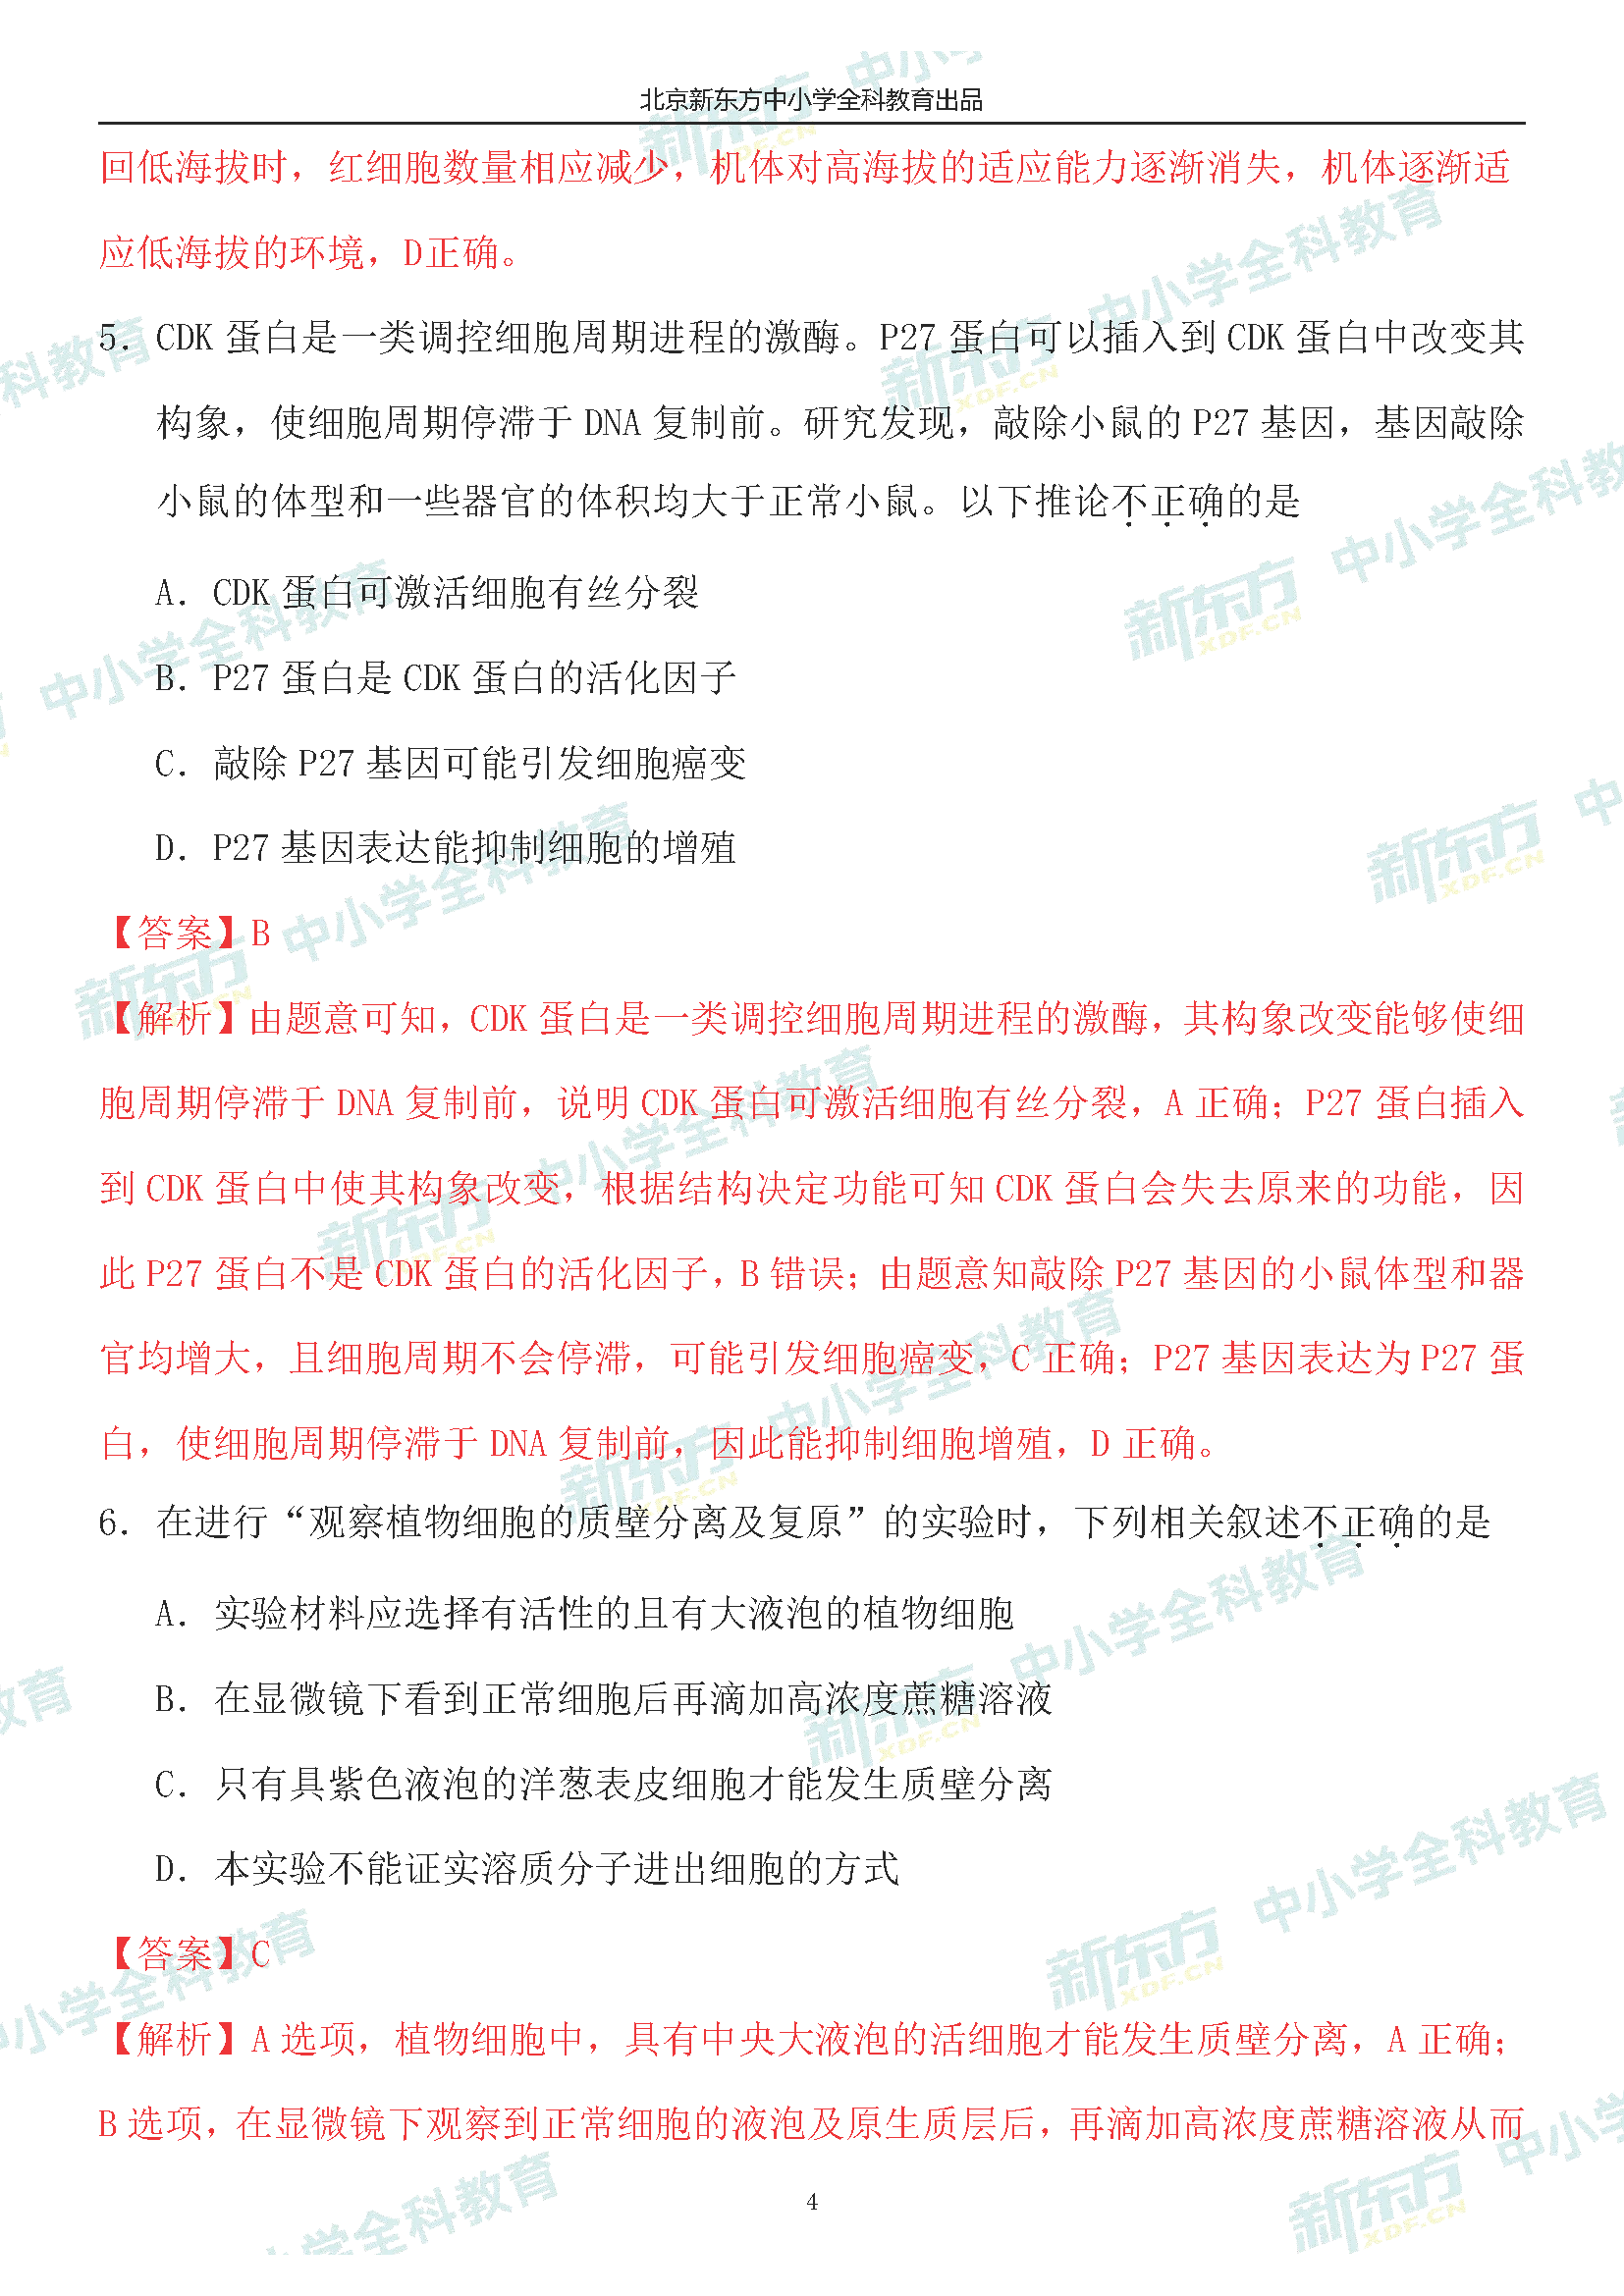 北京新东方中小学全科教育出品
回低海拔时，红细胞数量相应减少，机体对高海拔的适应能力逐渐消失，机体逐渐适
应低海拔的环境，D正确。
5．CDK 蛋白是一类调控细胞周期进程的激酶。P27 蛋白可以插入到 CDK 蛋白中改变其
构象，使细胞周期停滞于 DNA 复制前。研究发现，敲除小鼠的 P27 基因，基因敲除
小鼠的体型和一些器官的体积均大于正常小鼠。以下推论不正确的是
A．CDK 蛋白可激活细胞有丝分裂
B．P27 蛋白是 CDK 蛋白的活化因子
C．敲除 P27 基因可能引发细胞癌变
D．P27 基因表达能抑制细胞的增殖
【答案】B
【解析】由题意可知，CDK 蛋白是一类调控细胞周期进程的激酶，其构象改变能够使细
胞周期停滞于 DNA 复制前，说明 CDK 蛋白可激活细胞有丝分裂，A 正确；P27 蛋白插入
到 CDK 蛋白中使其构象改变，根据结构决定功能可知 CDK 蛋白会失去原来的功能，因
此 P27 蛋白不是 CDK 蛋白的活化因子，B 错误；由题意知敲除 P27 基因的小鼠体型和器
官均增大，且细胞周期不会停滞，可能引发细胞癌变，C 正确；P27 基因表达为 P27 蛋
白，使细胞周期停滞于 DNA 复制前，因此能抑制细胞增殖，D 正确。
6．在进行“观察植物细胞的质壁分离及复原”的实验时，下列相关叙述不正确的是
A．实验材料应选择有活性的且有大液泡的植物细胞
B．在显微镜下看到正常细胞后再滴加高浓度蔗糖溶液
C．只有具紫色液泡的洋葱表皮细胞才能发生质壁分离
D．本实验不能证实溶质分子进出细胞的方式
【答案】C
【解析】A 选项，植物细胞中，具有中央大液泡的活细胞才能发生质壁分离，A 正确；
B 选项，在显微镜下观察到正常细胞的液泡及原生质层后，再滴加高浓度蔗糖溶液从而
4